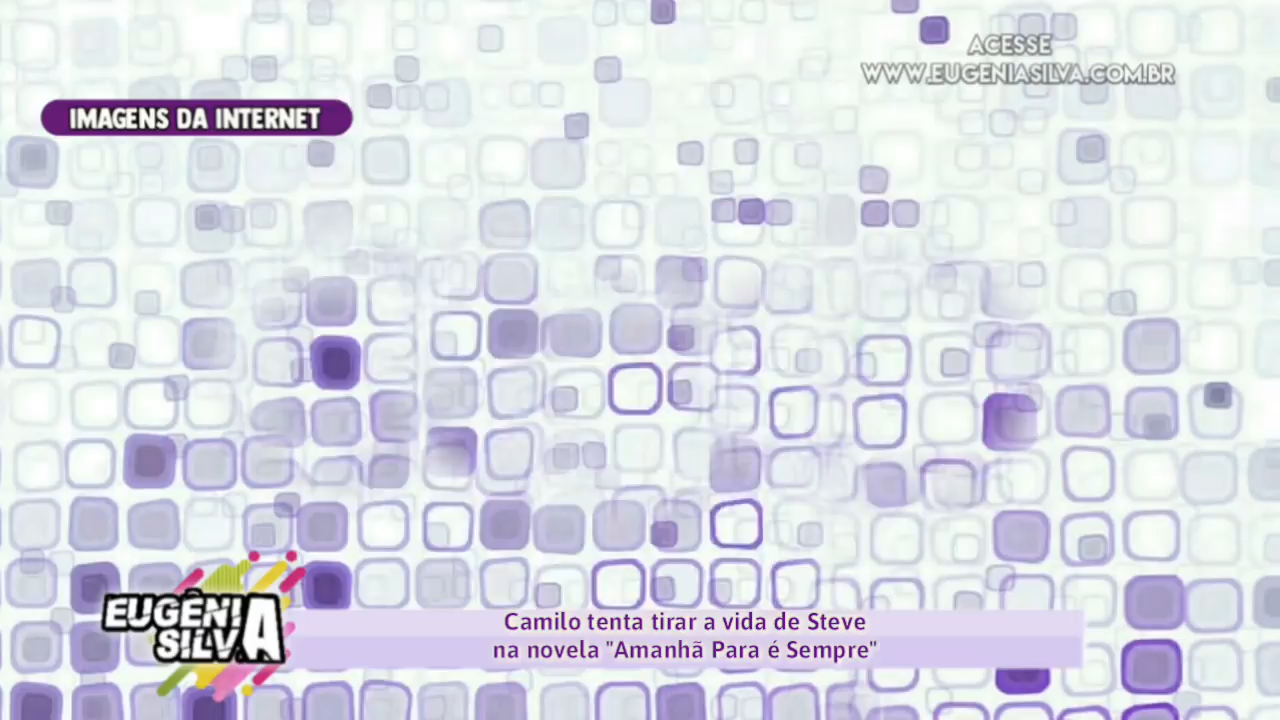 ACESSE
WWW.EUGENIASILVA.COM.BR
IMAGENS DA INTERNET
EUGÊNIA
SILVA
Camilo tenta tirar a vida de Steve
na novela "Amanhã Para é Sempre"